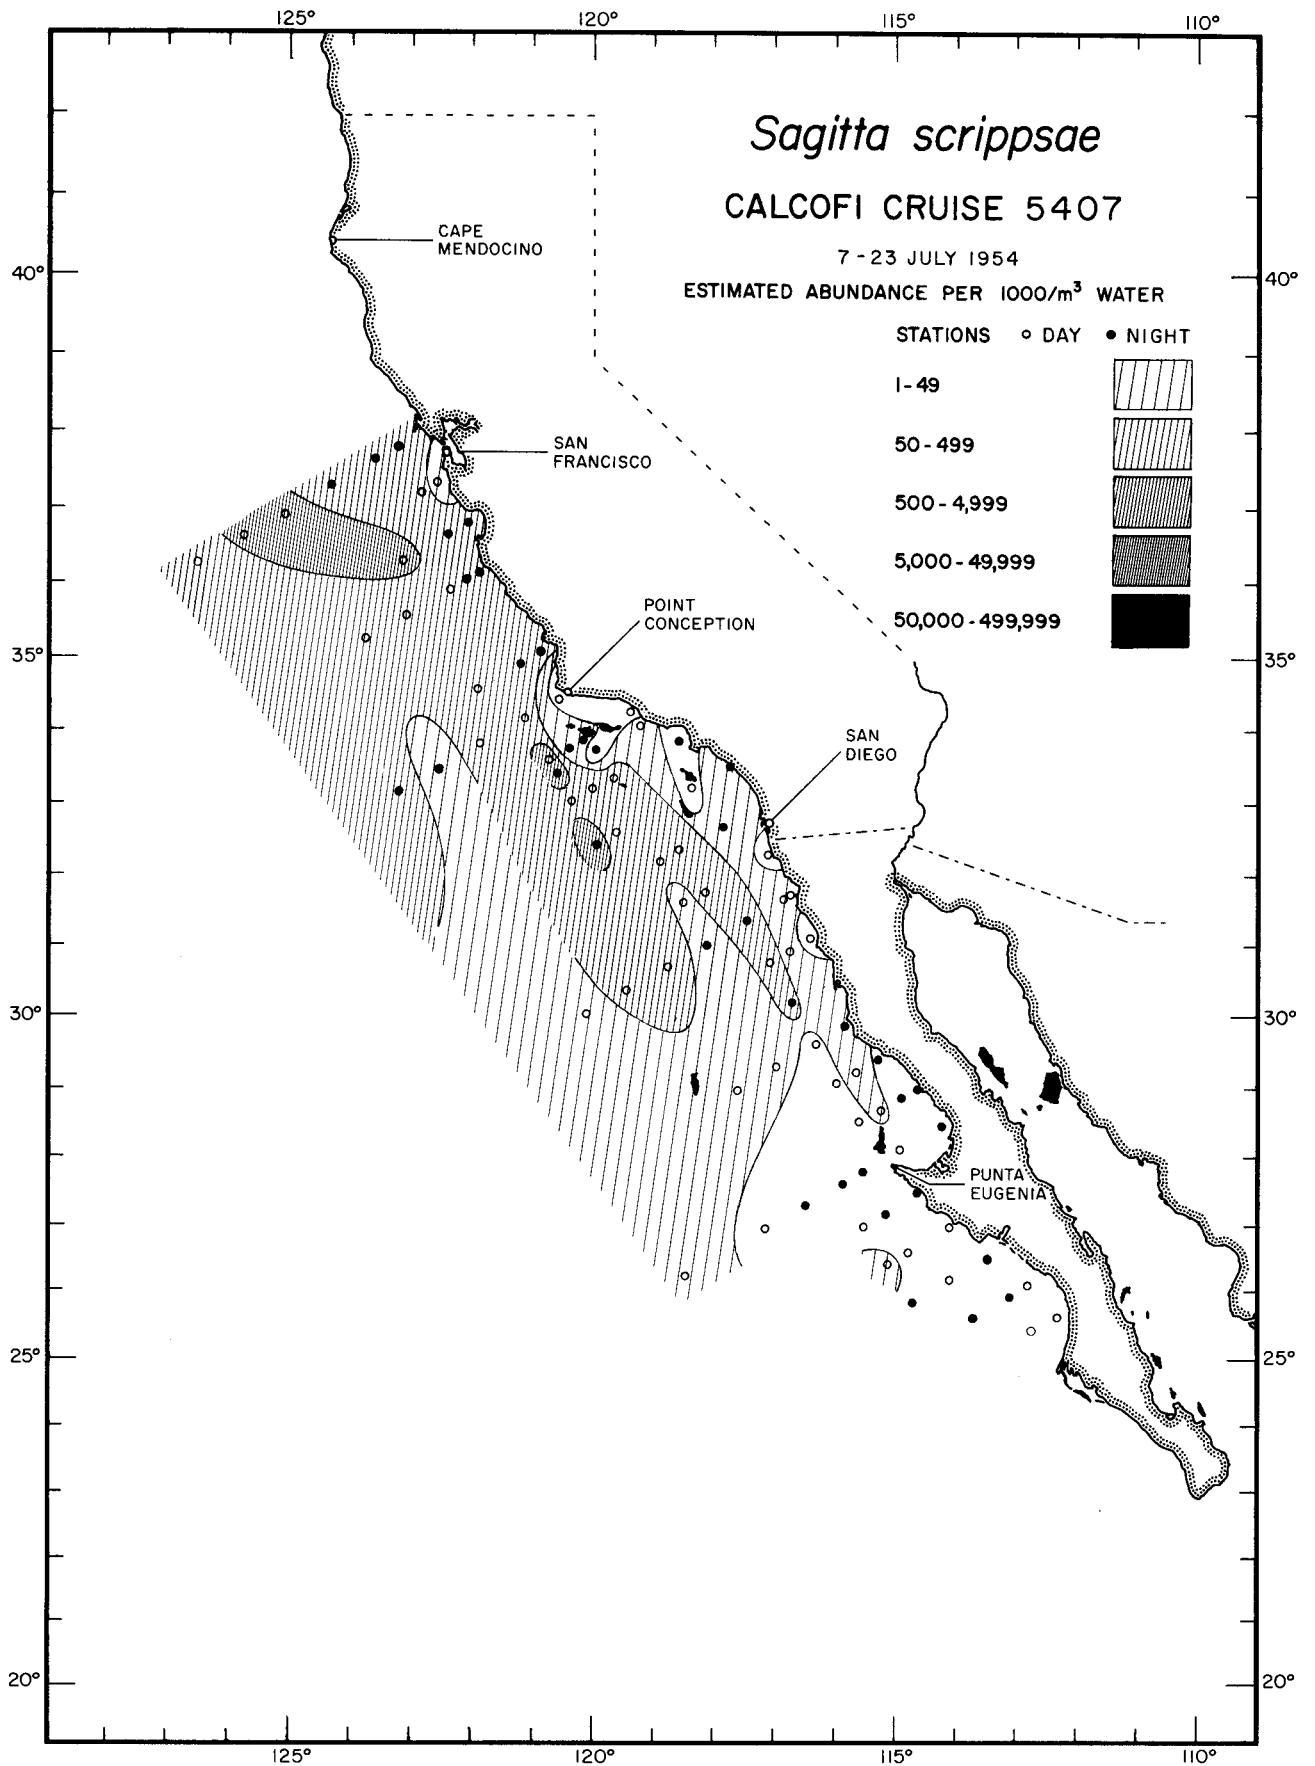 125° 120° 115° 110°
Sagitta scrippsae
CALCOFI CRUISE 5407
7-23 JULY 1954
ESTIMATED ABUNDANCE PER 1000/m³ WATER
STATIONS ○ DAY ● NIGHT
1-49
50-499
500-4,999
5,000-49,999
50,000-499,999
CAPE
MENDOCINO
40° 40°
SAN
FRANCISCO
POINT
CONCEPTION
35° 35°
SAN
DIEGO
30° 30°
PUNTA
EUGENIA
25° 25°
20° 20°
125° 120° 115° 110°